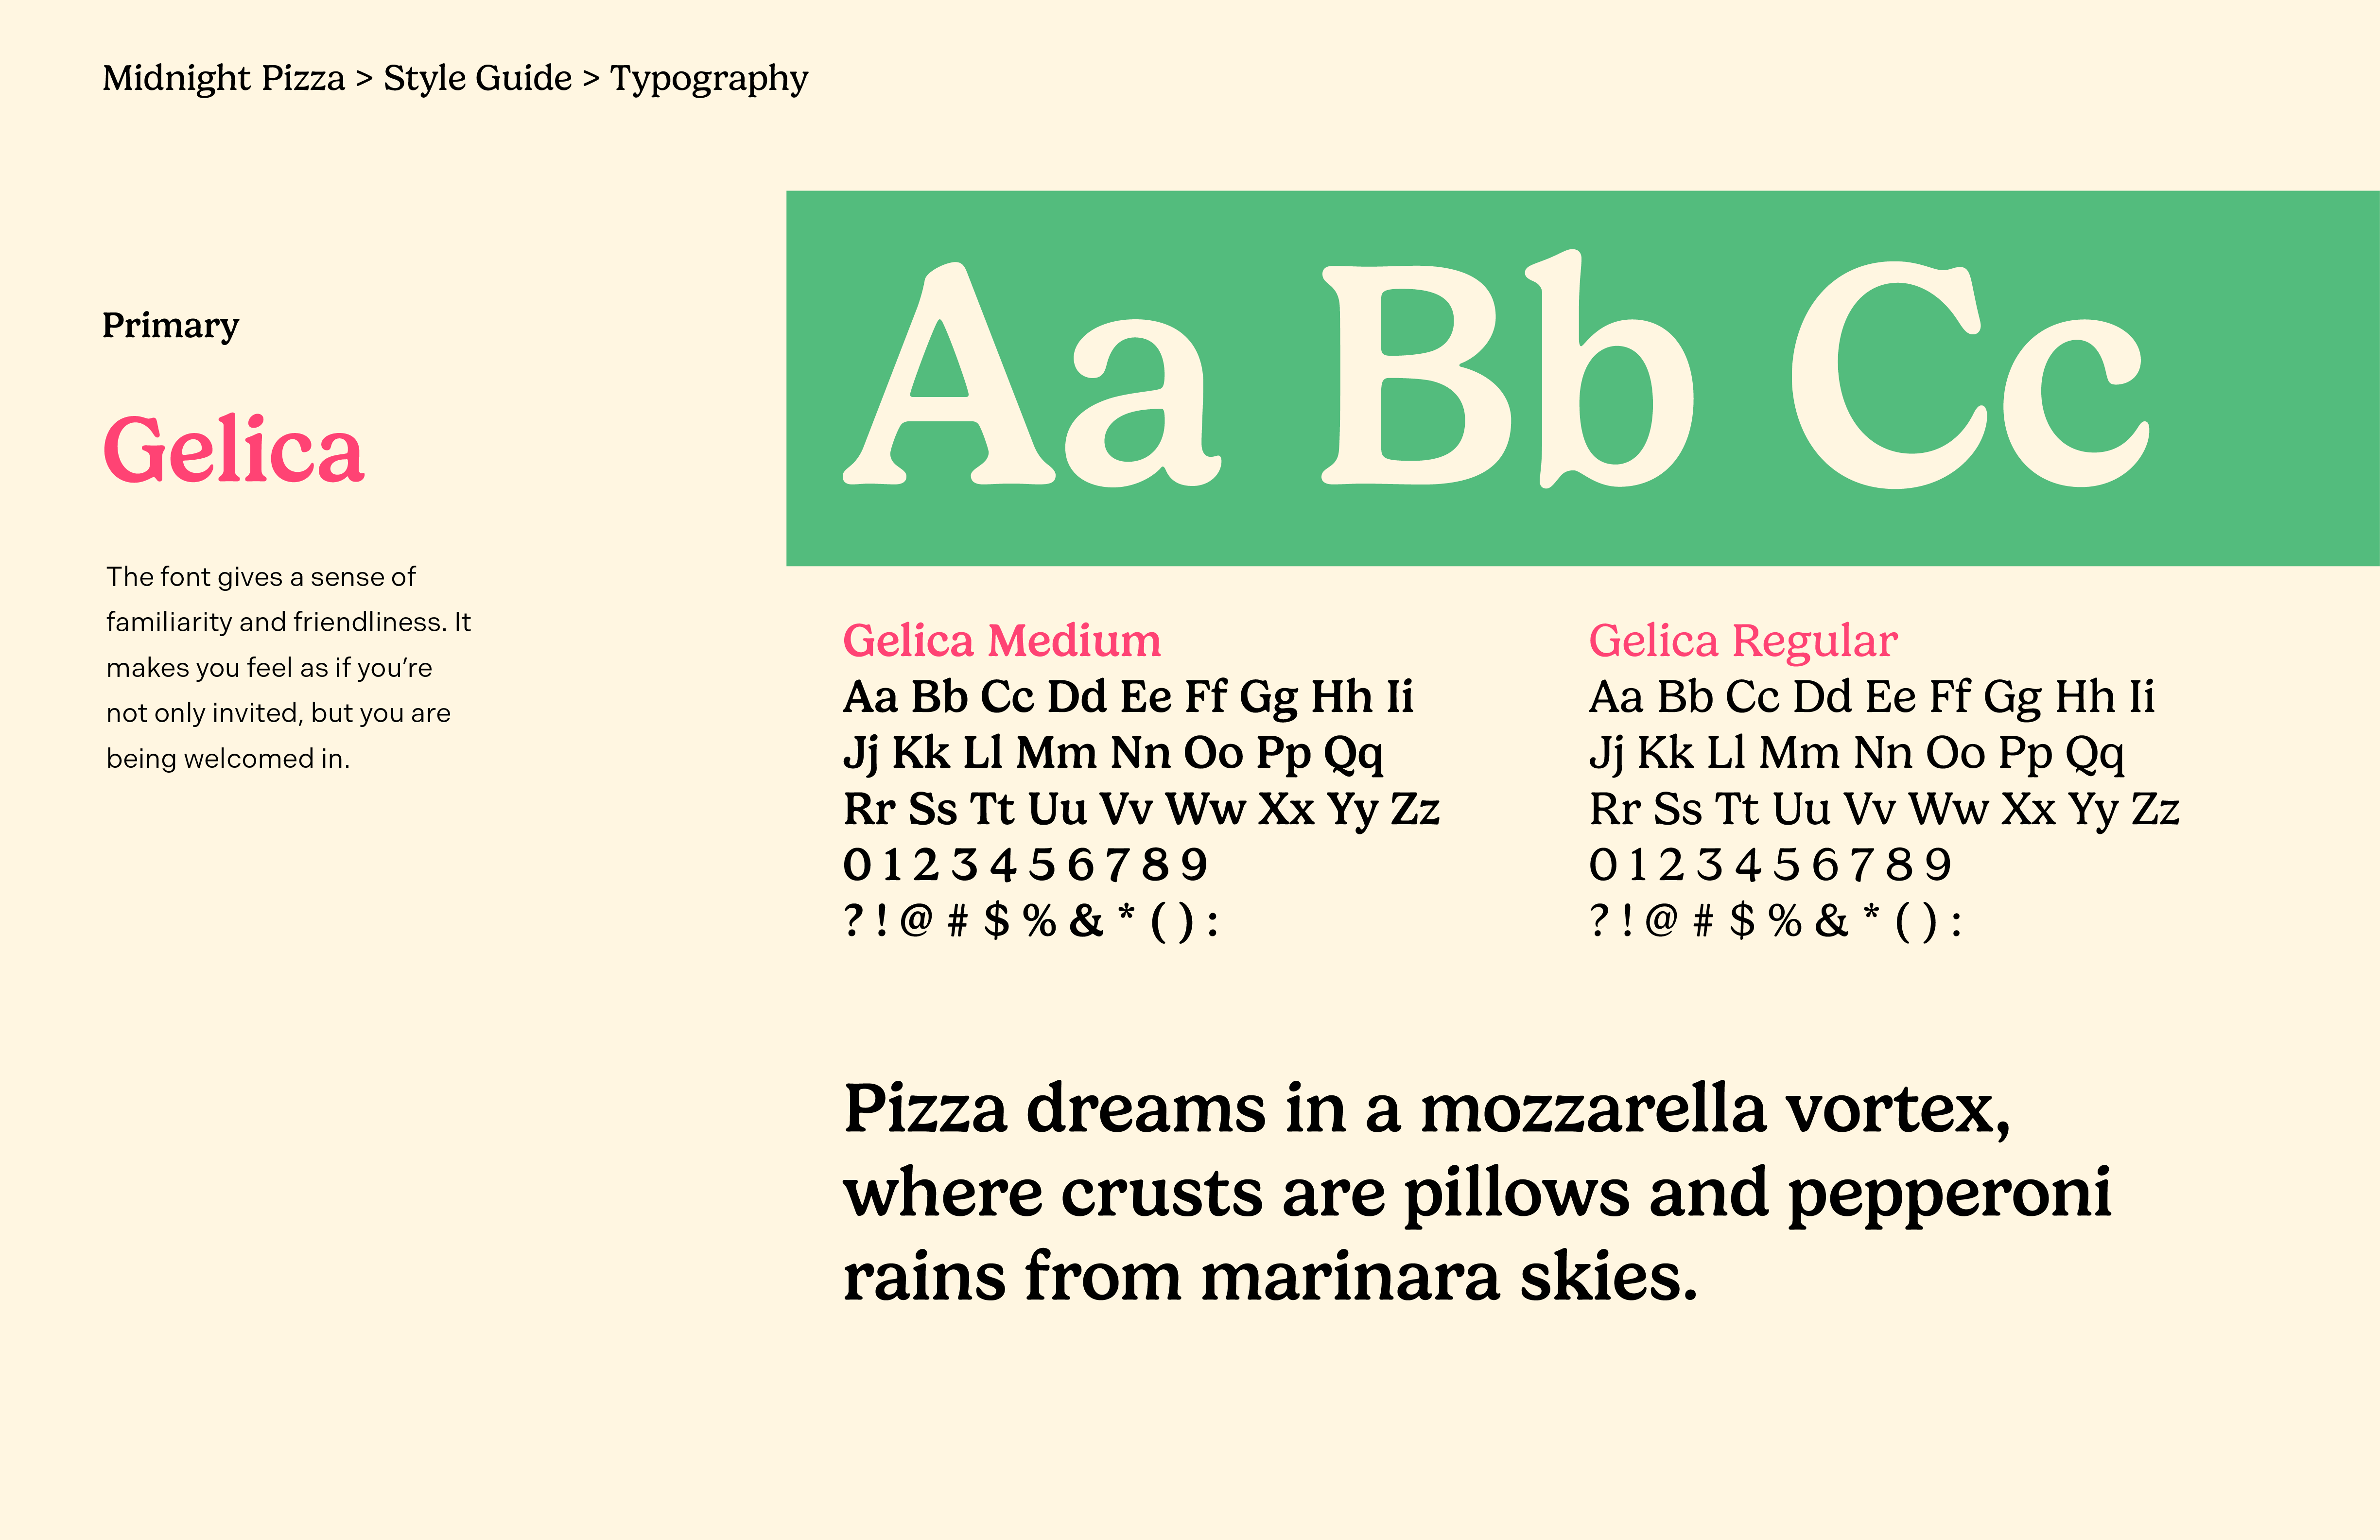 Midnight Pizza > Style Guide > Typography
Primary
Gelica
The font gives a sense of
familiarity and friendliness. It
makes you feel as if you’re
not only invited, but you are
being welcomed in.
Aa Bb Cc
Gelica Medium
Aa Bb Cc Dd Ee Ff Gg Hh Ii
Jj Kk Ll Mm Nn Oo Pp Qq
Rr Ss Tt Uu Vv Ww Xx Yy Zz
0 1 2 3 4 5 6 7 8 9
? ! @ # $ % & * ( ) :
Gelica Regular
Aa Bb Cc Dd Ee Ff Gg Hh Ii
Jj Kk Ll Mm Nn Oo Pp Qq
Rr Ss Tt Uu Vv Ww Xx Yy Zz
0 1 2 3 4 5 6 7 8 9
? ! @ # $ % & * ( ) :
Pizza dreams in a mozzarella vortex,
where crusts are pillows and pepperoni
rains from marinara skies.